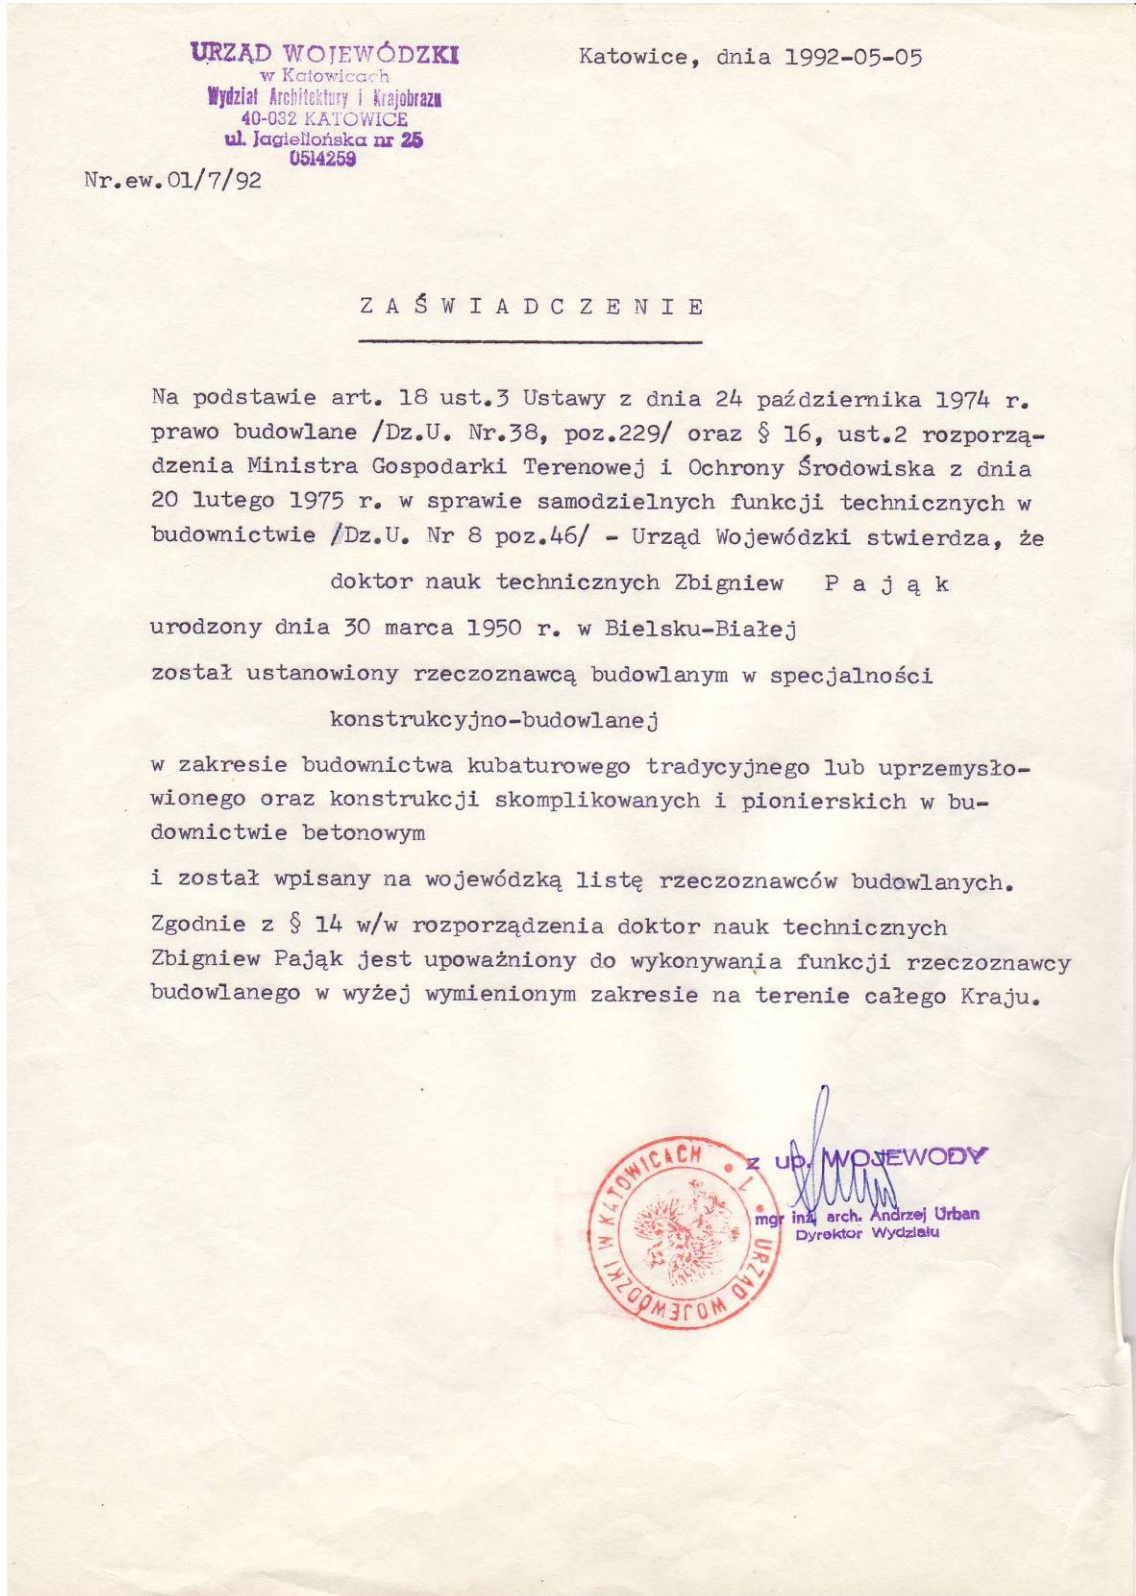 URZĄD WOJEWÓDZKI
w Katowicach
Wydział Architektury i Krajobrazu
40-032 KATOWICE
ul. Jagiellońska nr 25
0514259
Katowice, dnia 1992-05-05
Nr.ew.01/7/92
Z A Ś W I A D C Z E N I E
Na podstawie art. 18 ust.3 Ustawy z dnia 24 października 1974 r.
prawo budowlane /Dz.U. Nr.38, poz.229/ oraz § 16, ust.2 rozporzą-
dzenia Ministra Gospodarki Terenowej i Ochrony Środowiska z dnia
20 lutego 1975 r. w sprawie samodzielnych funkcji technicznych w
budownictwie /Dz.U. Nr 8 poz.46/ - Urząd Wojewódzki stwierdza, że
doktor nauk technicznych Zbigniew P a j ą k
urodzony dnia 30 marca 1950 r. w Bielsku-Białej
został ustanowiony rzeczoznawcą budowlanym w specjalności
konstrukcyjno-budowlanej
w zakresie budownictwa kubaturowego tradycyjnego lub uprzemysło-
wionego oraz konstrukcji skomplikowanych i pionierskich w bu-
downictwie betonowym
i został wpisany na wojewódzką listę rzeczoznawców budowlanych.
Zgodnie z § 14 w/w rozporządzenia doktor nauk technicznych
Zbigniew Pająk jest upoważniony do wykonywania funkcji rzeczoznawcy
budowlanego w wyżej wymienionym zakresie na terenie całego Kraju.
z up. WOJEWODY
mgr inż. arch. Andrzej Urban
Dyrektor Wydziału
URZĄD WOJEWÓDZKI W KATOWICACH • 1 •